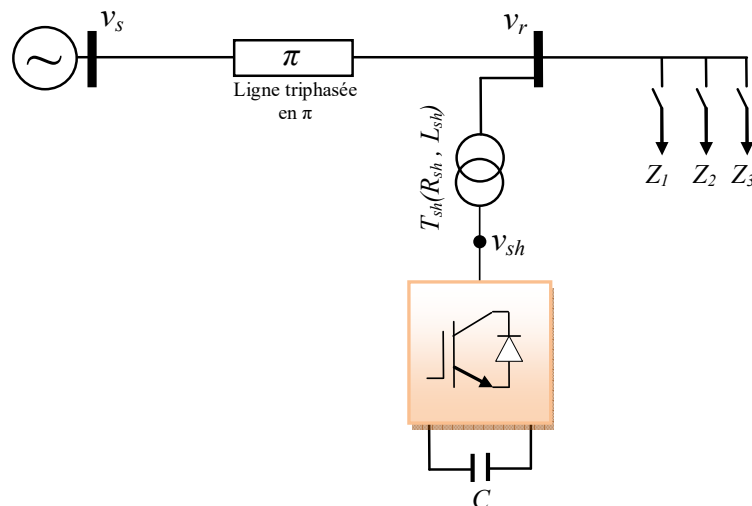 v_s
π
v_r
Ligne triphasée
en π
T_sh(R_sh , L_sh)
Z_1
Z_2
Z_3
v_sh
C